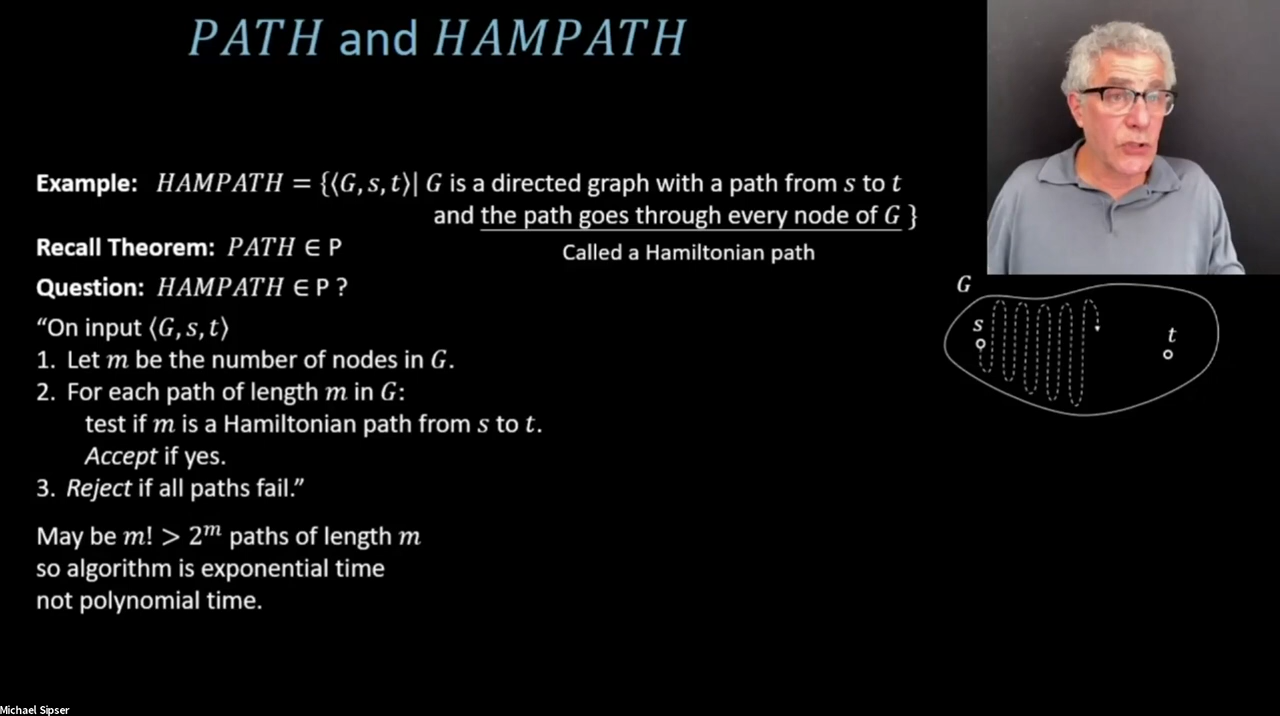 PATH and HAMPATH
Example: HAMPATH = {⟨G, s, t⟩| G is a directed graph with a path from s to t
and the path goes through every node of G }
Called a Hamiltonian path
Recall Theorem: PATH ∈ P
Question: HAMPATH ∈ P ?
“On input ⟨G, s, t⟩
1. Let m be the number of nodes in G.
2. For each path of length m in G:
test if m is a Hamiltonian path from s to t.
Accept if yes.
3. Reject if all paths fail.”
May be m! > 2^m paths of length m
so algorithm is exponential time
not polynomial time.
G
s
t
Michael Sipser